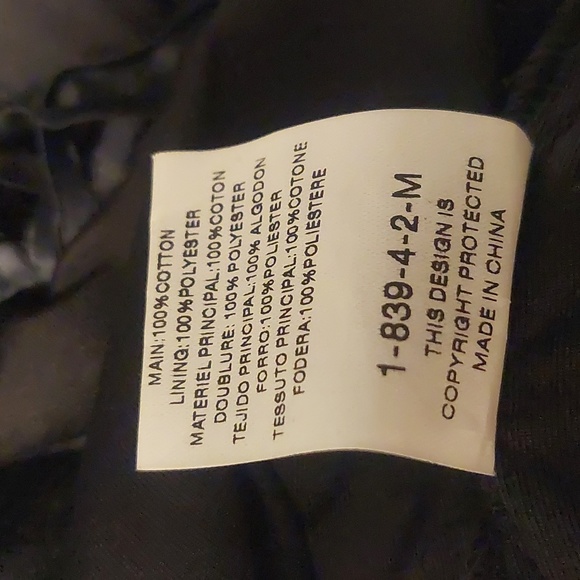 MAIN:100%COTTON
LINING:100%POLYESTER
MATERIEL PRINCIPAL:100%COTON
DOUBLURE: 100% POLYESTER
TEJIDO PRINCIPAL:100% ALGODON
FORRO:100%POLIESTER
TESSUTO PRINCIPAL:100%COTONE
FODERA:100%POLIESTERE
1-839-4-2-M
THIS DESIGN IS
COPYRIGHT PROTECTED
MADE IN CHINA